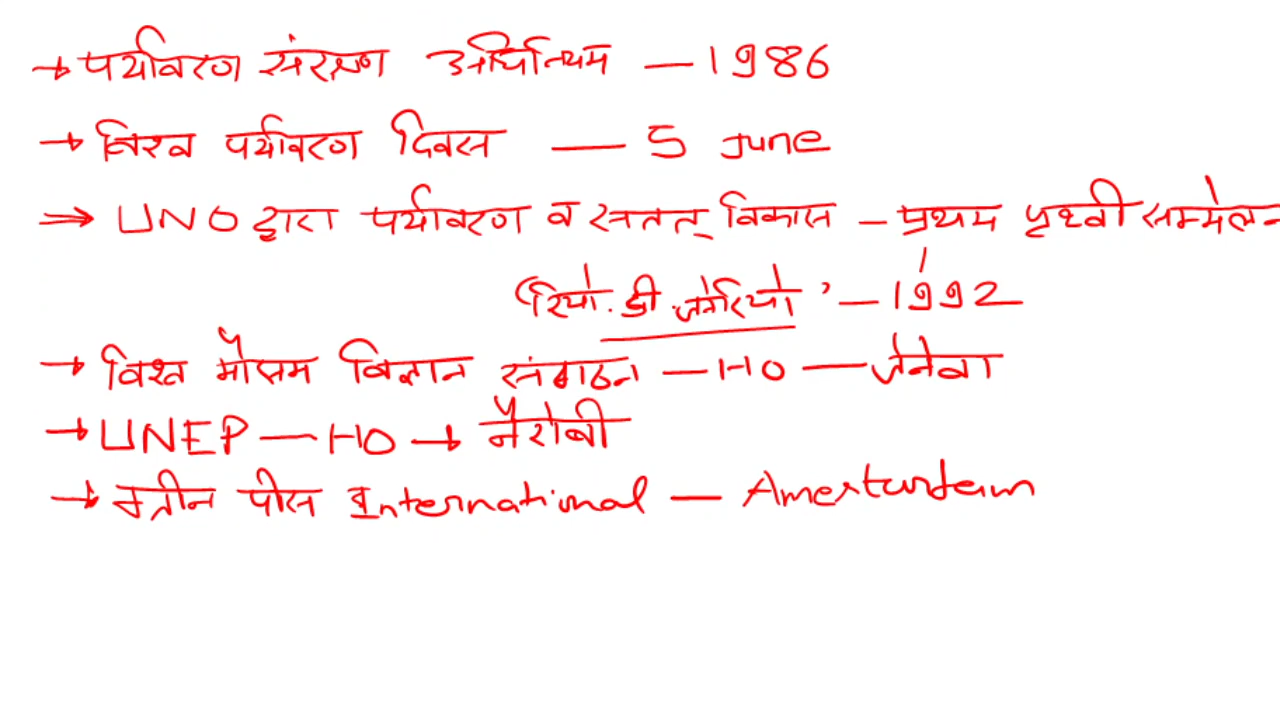 → पर्यावरण संरक्षण अधिनियम — 1986
→ विश्व पर्यावरण दिवस — 5 June
⇒ UNO द्वारा पर्यावरण व सतत् विकास – प्रथम पृथ्वी सम्मेलन
'रियो. डी. जेनेरियो' – 1992
→ विश्व मौसम विज्ञान संगठन – HO – जेनेवा
→ UNEP – HO → नैरोबी
→ ग्रीन पीस International – Amersterdam